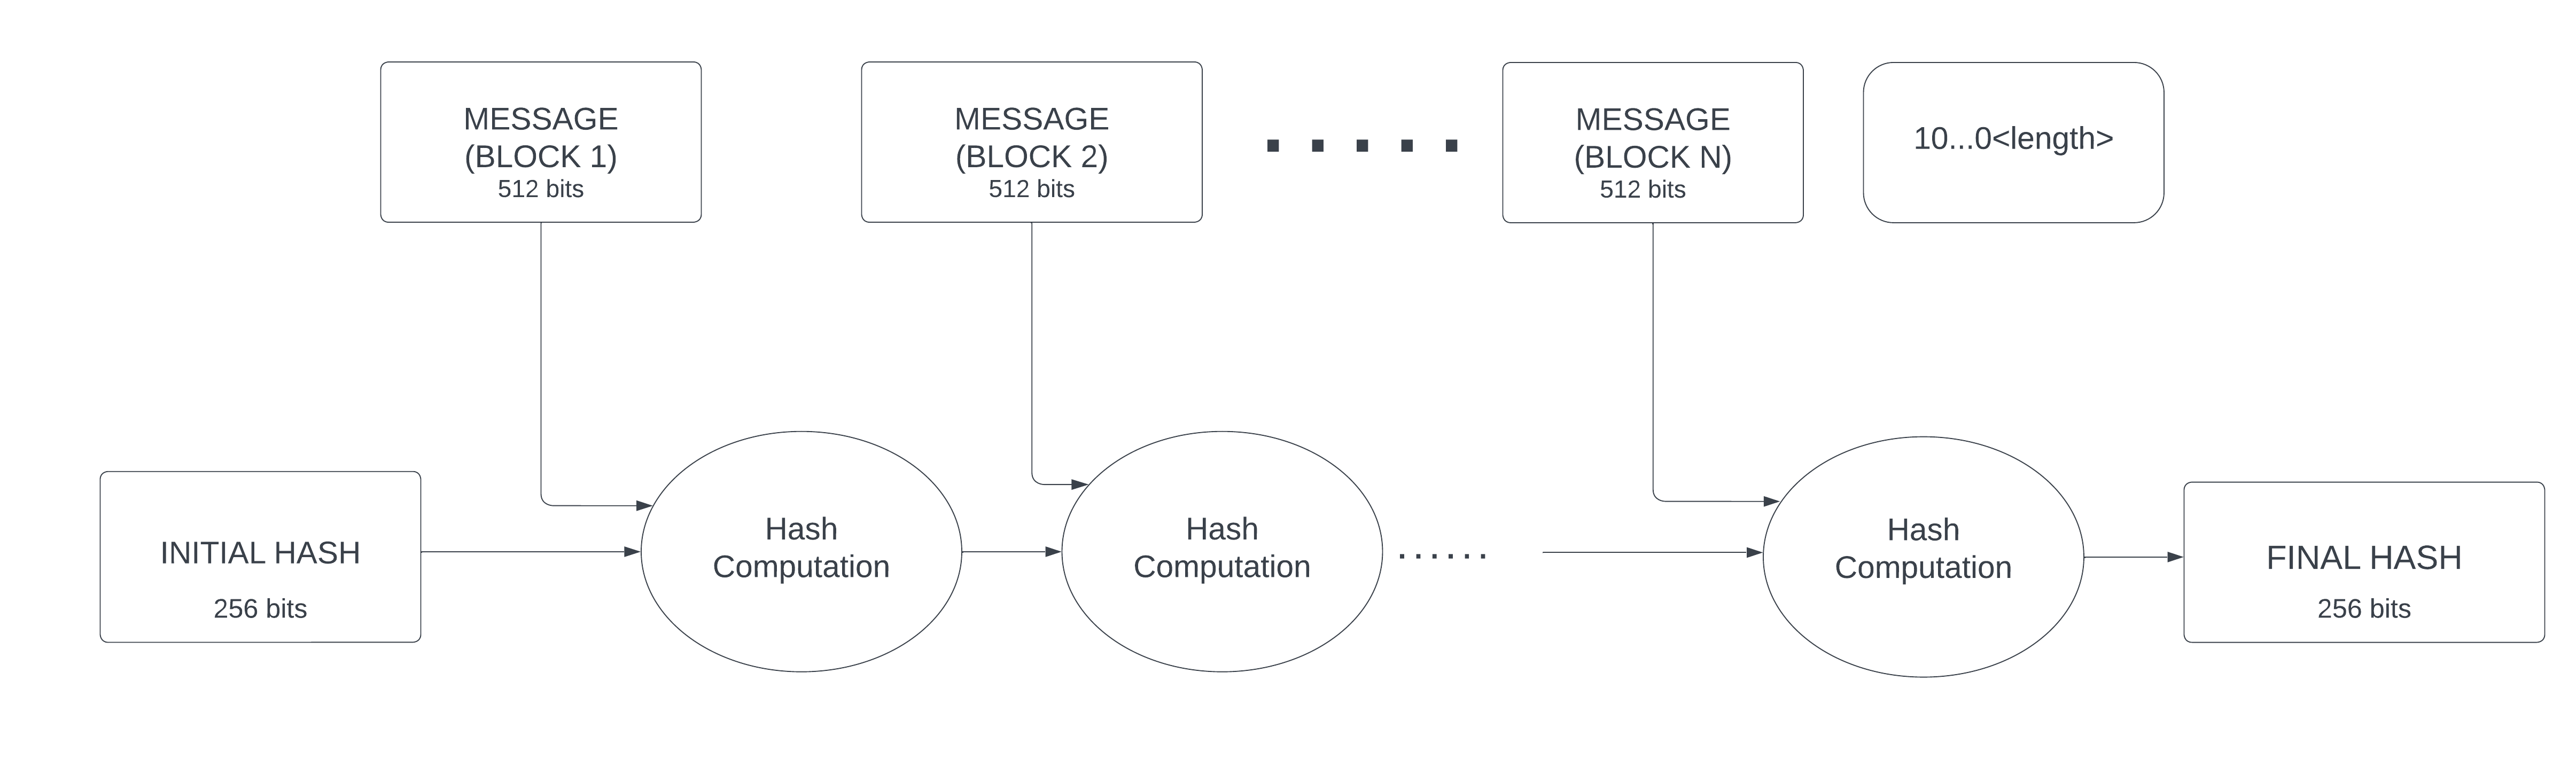 MESSAGE
(BLOCK 1)
512 bits
MESSAGE
(BLOCK 2)
512 bits
. . . . .
MESSAGE
(BLOCK N)
512 bits
10...0<length>
INITIAL HASH
256 bits
Hash
Computation
Hash
Computation
......
Hash
Computation
FINAL HASH
256 bits